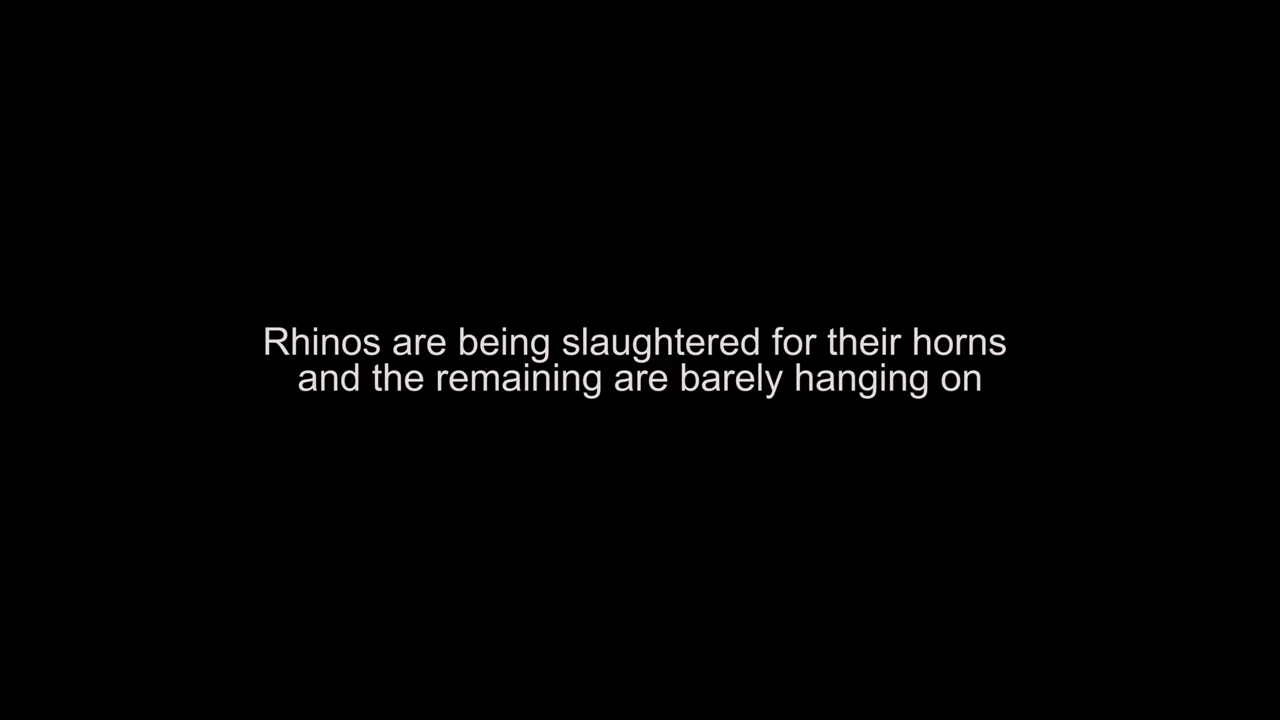 Rhinos are being slaughtered for their horns
and the remaining are barely hanging on